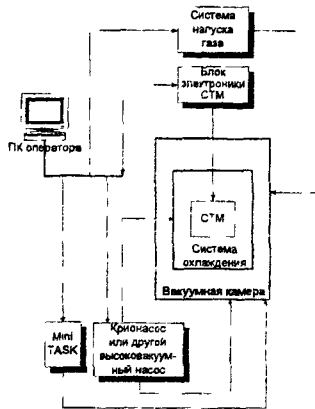 Система
напуска
газа
Блок
электроники
СТМ
ПК оператора
СТМ
Система
охлаждения
Вакуумная камера
Mini
TASK
Крионасос
или другой
высоковакуум-
ный насос